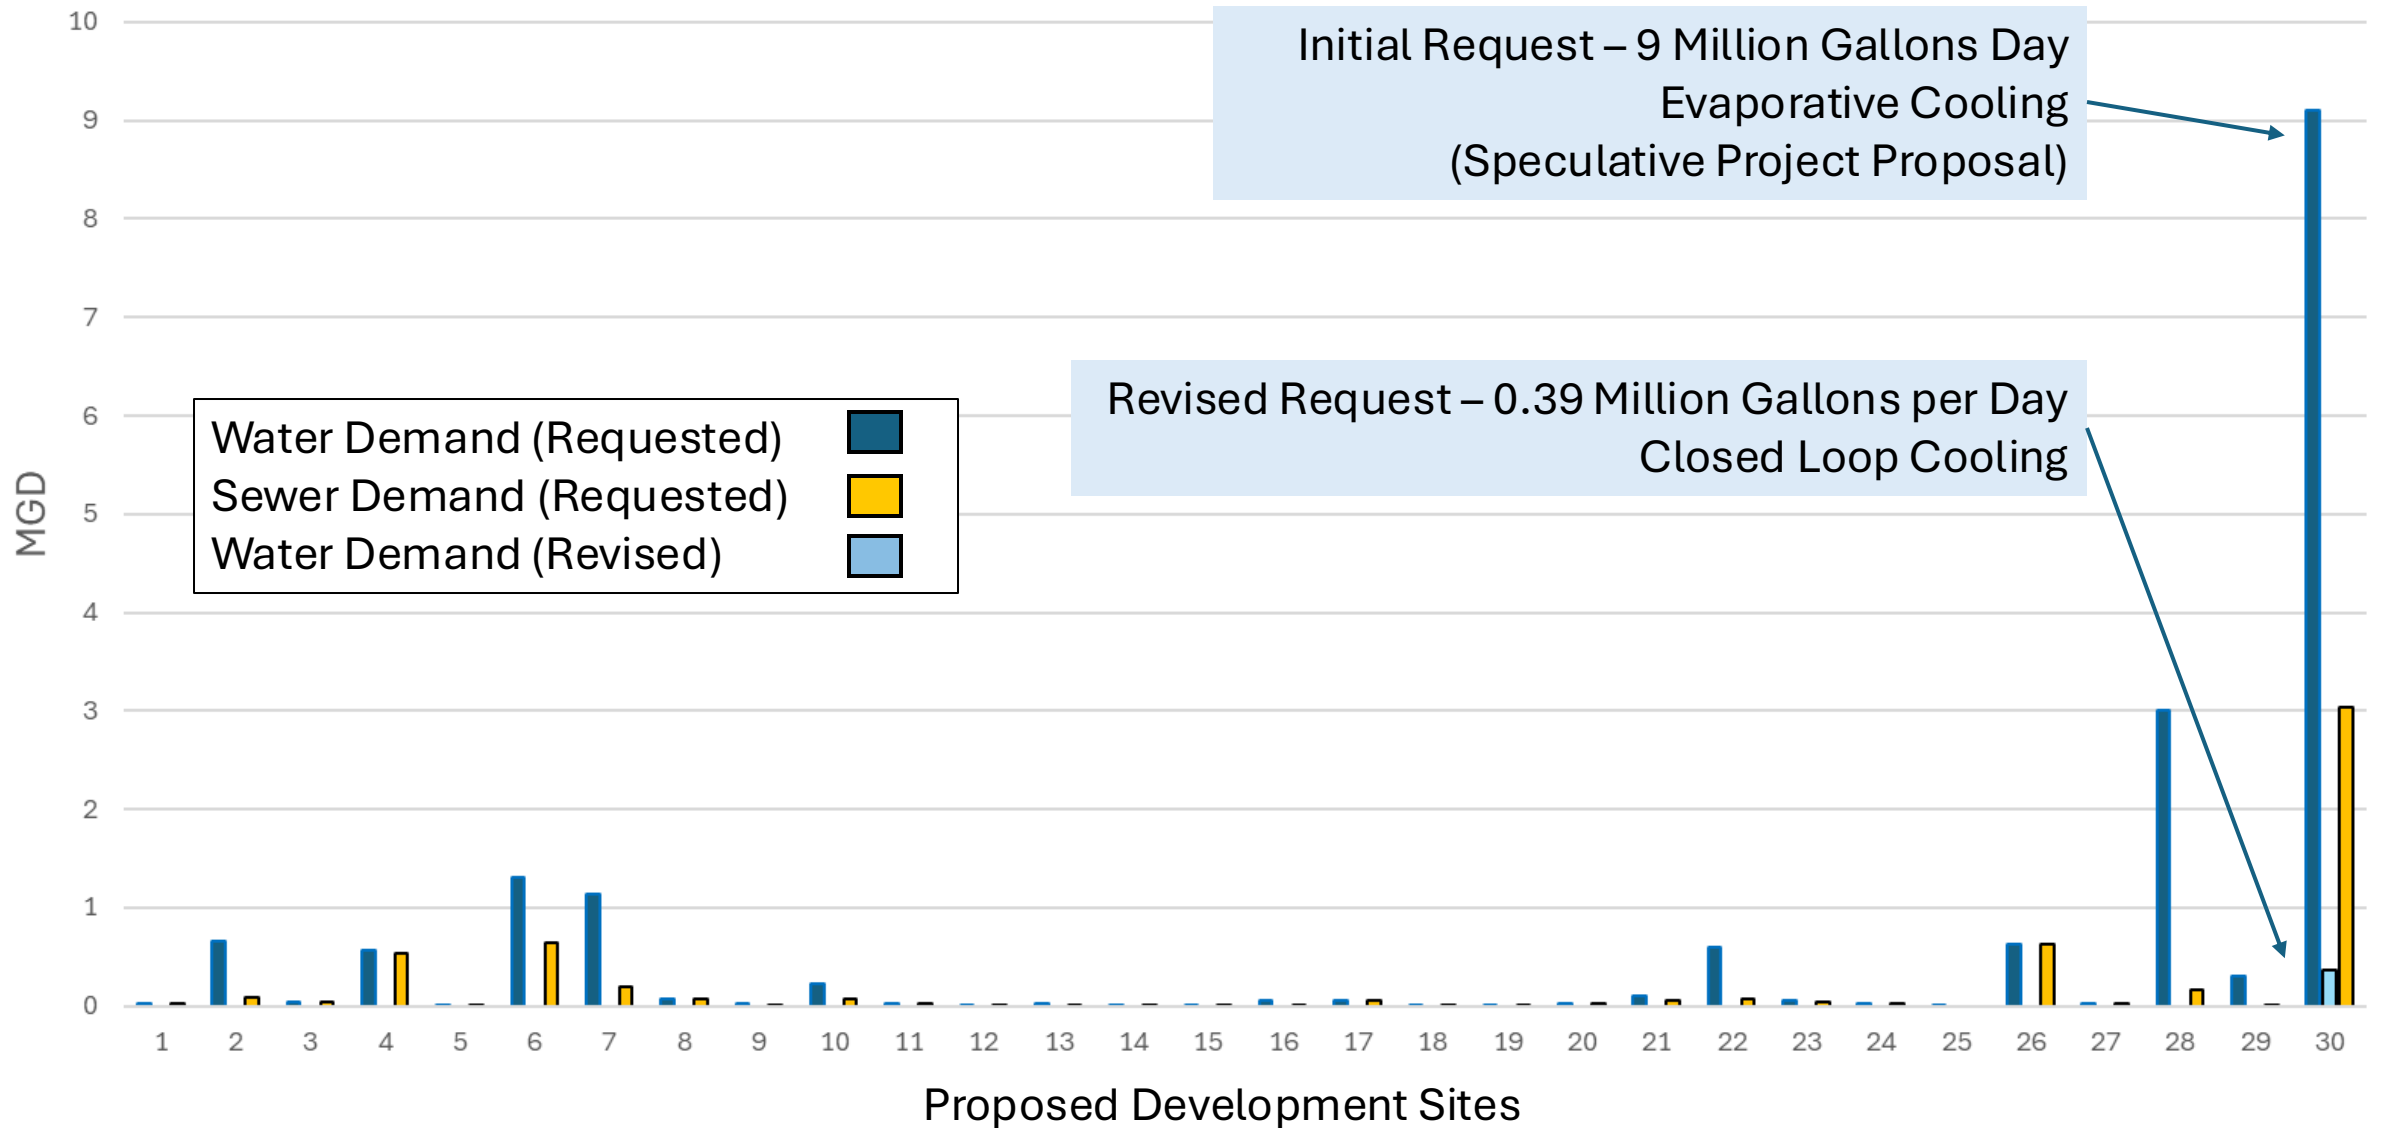 10
Initial Request – 9 Million Gallons Day
Evaporative Cooling
(Speculative Project Proposal)
9
8
7
Revised Request – 0.39 Million Gallons per Day
Closed Loop Cooling
6
Water Demand (Requested)
Sewer Demand (Requested)
Water Demand (Revised)
MGD
5
4
3
2
1
0
1 2 3 4 5 6 7 8 9 10 11 12 13 14 15 16 17 18 19 20 21 22 23 24 25 26 27 28 29 30
Proposed Development Sites